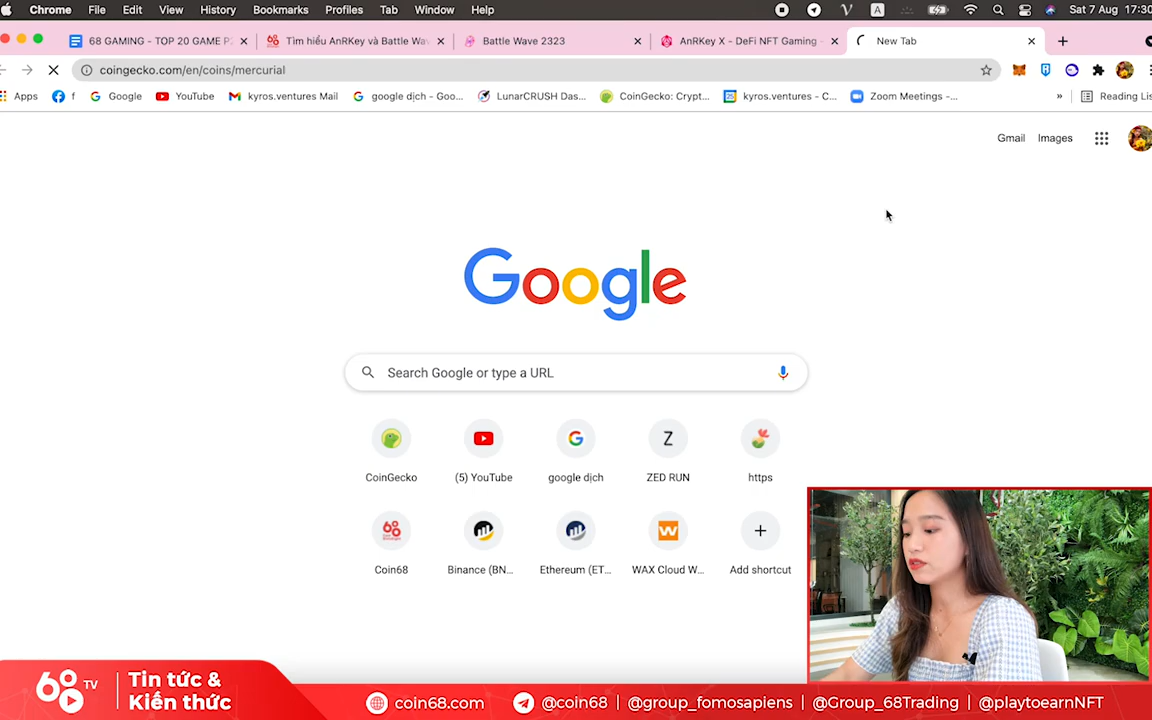 Chrome File Edit View History Bookmarks Profiles Tab Window Help
A
Sat 7 Aug 17:30
68 GAMING - TOP 20 GAME P2
Tìm hiểu AnRKey và Battle Wav
Battle Wave 2323
AnRKey X - DeFi NFT Gaming -
New Tab
coingecko.com/en/coins/mercurial
Apps
f
Google
YouTube
kyros.ventures Mail
google dịch - Goo...
LunarCRUSH Das...
CoinGecko: Crypt...
kyros.ventures - C...
Zoom Meetings -...
»
Reading Lis
Gmail Images
Google
Search Google or type a URL
Z
CoinGecko
(5) YouTube
google dịch
ZED RUN
https
68
W
Coin68
Binance (BN...
Ethereum (ET...
WAX Cloud W...
Add shortcut
68 TV
Tin tức &
Kiến thức
coin68.com
@coin68 | @group_fomosapiens | @Group_68Trading | @playtoearnNFT